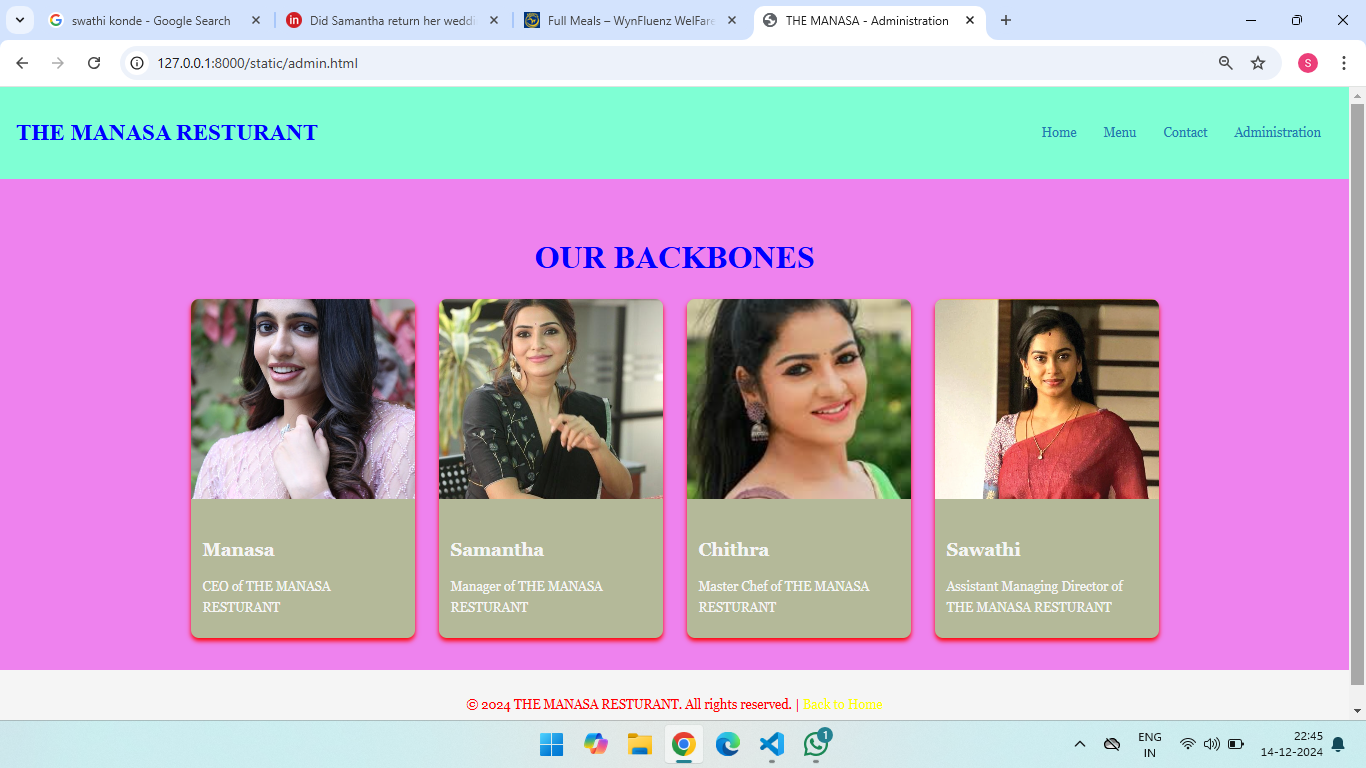 swathi konde - Google Search
Did Samantha return her weddi
Full Meals – WynFluenz WelFare
THE MANASA - Administration
127.0.0.1:8000/static/admin.html
S
THE MANASA RESTURANT
Home
Menu
Contact
Administration
OUR BACKBONES
Manasa
CEO of THE MANASA
RESTURANT
Samantha
Manager of THE MANASA
RESTURANT
Chithra
Master Chef of THE MANASA
RESTURANT
Sawathi
Assistant Managing Director of
THE MANASA RESTURANT
© 2024 THE MANASA RESTURANT. All rights reserved. | Back to Home
1
ENG
IN
22:45
14-12-2024